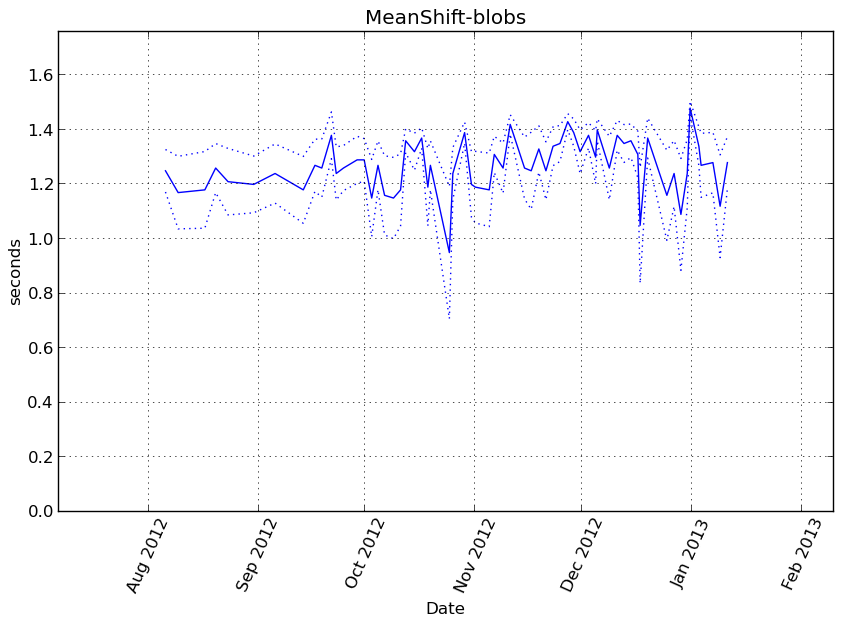 MeanShift-blobs
1.6
1.4
1.2
1.0
0.8
0.6
0.4
0.2
0.0
seconds
Aug 2012
Sep 2012
Oct 2012
Nov 2012
Dec 2012
Jan 2013
Feb 2013
Date